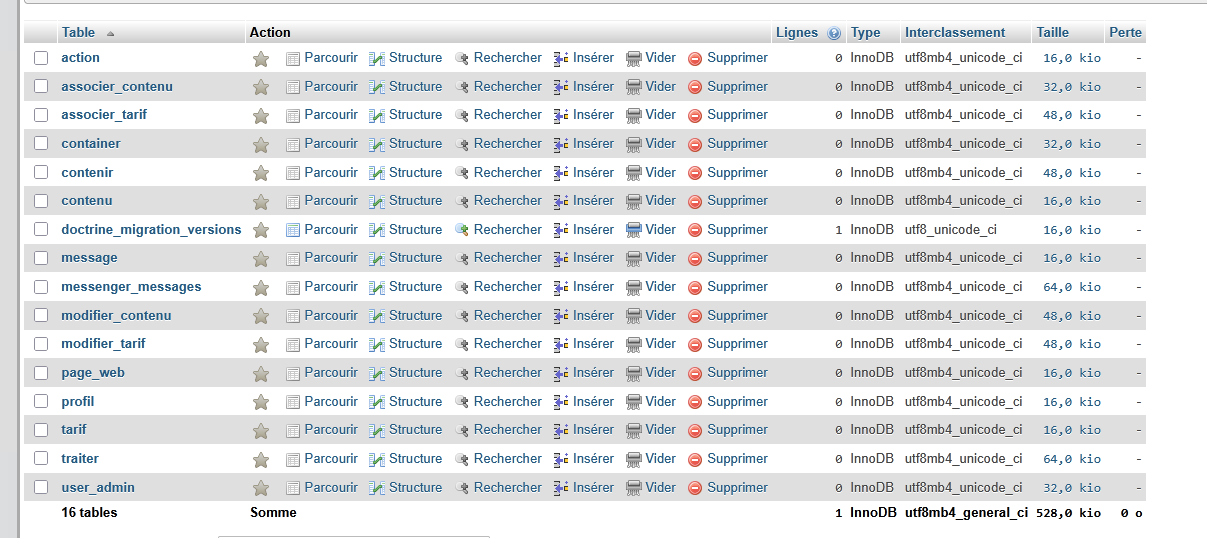 Table Action Lignes Type Interclassement Taille Perte
action Parcourir Structure Rechercher Insérer Vider Supprimer 0 InnoDB utf8mb4_unicode_ci 16,0 kio -
associer_contenu Parcourir Structure Rechercher Insérer Vider Supprimer 0 InnoDB utf8mb4_unicode_ci 32,0 kio -
associer_tarif Parcourir Structure Rechercher Insérer Vider Supprimer 0 InnoDB utf8mb4_unicode_ci 48,0 kio -
container Parcourir Structure Rechercher Insérer Vider Supprimer 0 InnoDB utf8mb4_unicode_ci 32,0 kio -
contenir Parcourir Structure Rechercher Insérer Vider Supprimer 0 InnoDB utf8mb4_unicode_ci 48,0 kio -
contenu Parcourir Structure Rechercher Insérer Vider Supprimer 0 InnoDB utf8mb4_unicode_ci 16,0 kio -
doctrine_migration_versions Parcourir Structure Rechercher Insérer Vider Supprimer 1 InnoDB utf8_unicode_ci 16,0 kio -
message Parcourir Structure Rechercher Insérer Vider Supprimer 0 InnoDB utf8mb4_unicode_ci 16,0 kio -
messenger_messages Parcourir Structure Rechercher Insérer Vider Supprimer 0 InnoDB utf8mb4_unicode_ci 64,0 kio -
modifier_contenu Parcourir Structure Rechercher Insérer Vider Supprimer 0 InnoDB utf8mb4_unicode_ci 48,0 kio -
modifier_tarif Parcourir Structure Rechercher Insérer Vider Supprimer 0 InnoDB utf8mb4_unicode_ci 48,0 kio -
page_web Parcourir Structure Rechercher Insérer Vider Supprimer 0 InnoDB utf8mb4_unicode_ci 16,0 kio -
profil Parcourir Structure Rechercher Insérer Vider Supprimer 0 InnoDB utf8mb4_unicode_ci 16,0 kio -
tarif Parcourir Structure Rechercher Insérer Vider Supprimer 0 InnoDB utf8mb4_unicode_ci 16,0 kio -
traiter Parcourir Structure Rechercher Insérer Vider Supprimer 0 InnoDB utf8mb4_unicode_ci 64,0 kio -
user_admin Parcourir Structure Rechercher Insérer Vider Supprimer 0 InnoDB utf8mb4_unicode_ci 32,0 kio -
16 tables Somme 1 InnoDB utf8mb4_general_ci 528,0 kio 0 o